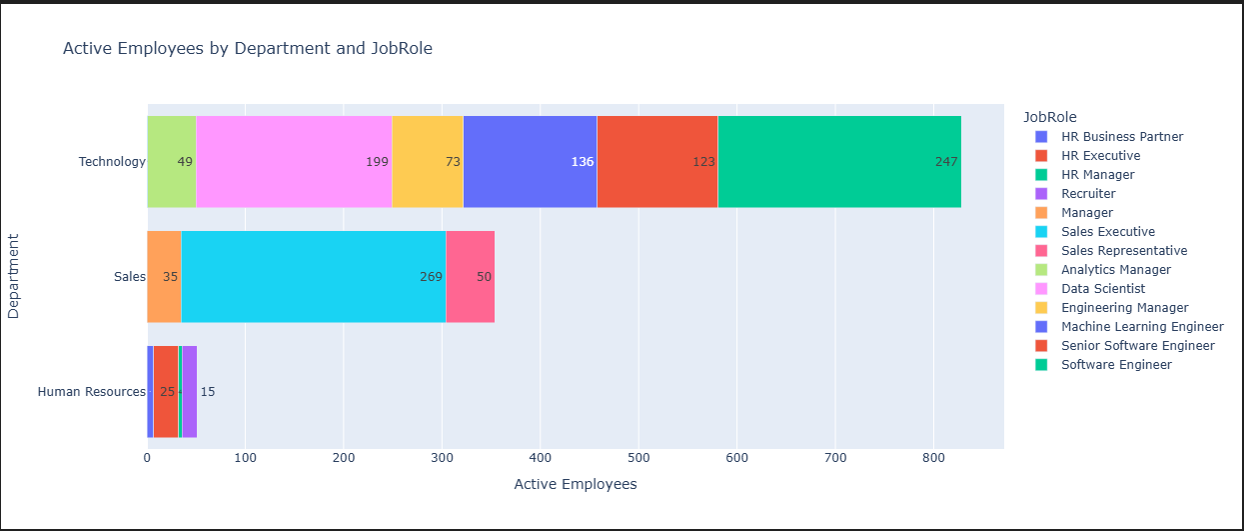 Active Employees by Department and JobRole
JobRole
HR Business Partner
HR Executive
HR Manager
Recruiter
Manager
Sales Executive
Sales Representative
Analytics Manager
Data Scientist
Engineering Manager
Machine Learning Engineer
Senior Software Engineer
Software Engineer
Department
Technology 49 199 73 136 123 247
Sales 35 269 50
Human Resources 25 15
0 100 200 300 400 500 600 700 800
Active Employees